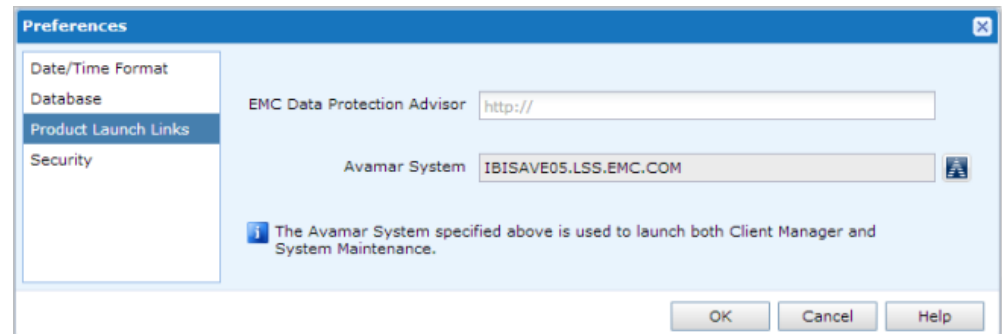 Preferences
Date/Time Format
Database
Product Launch Links
Security
EMC Data Protection Advisor http://
Avamar System IBISAVE05.LSS.EMC.COM
The Avamar System specified above is used to launch both Client Manager and
System Maintenance.
OK Cancel Help